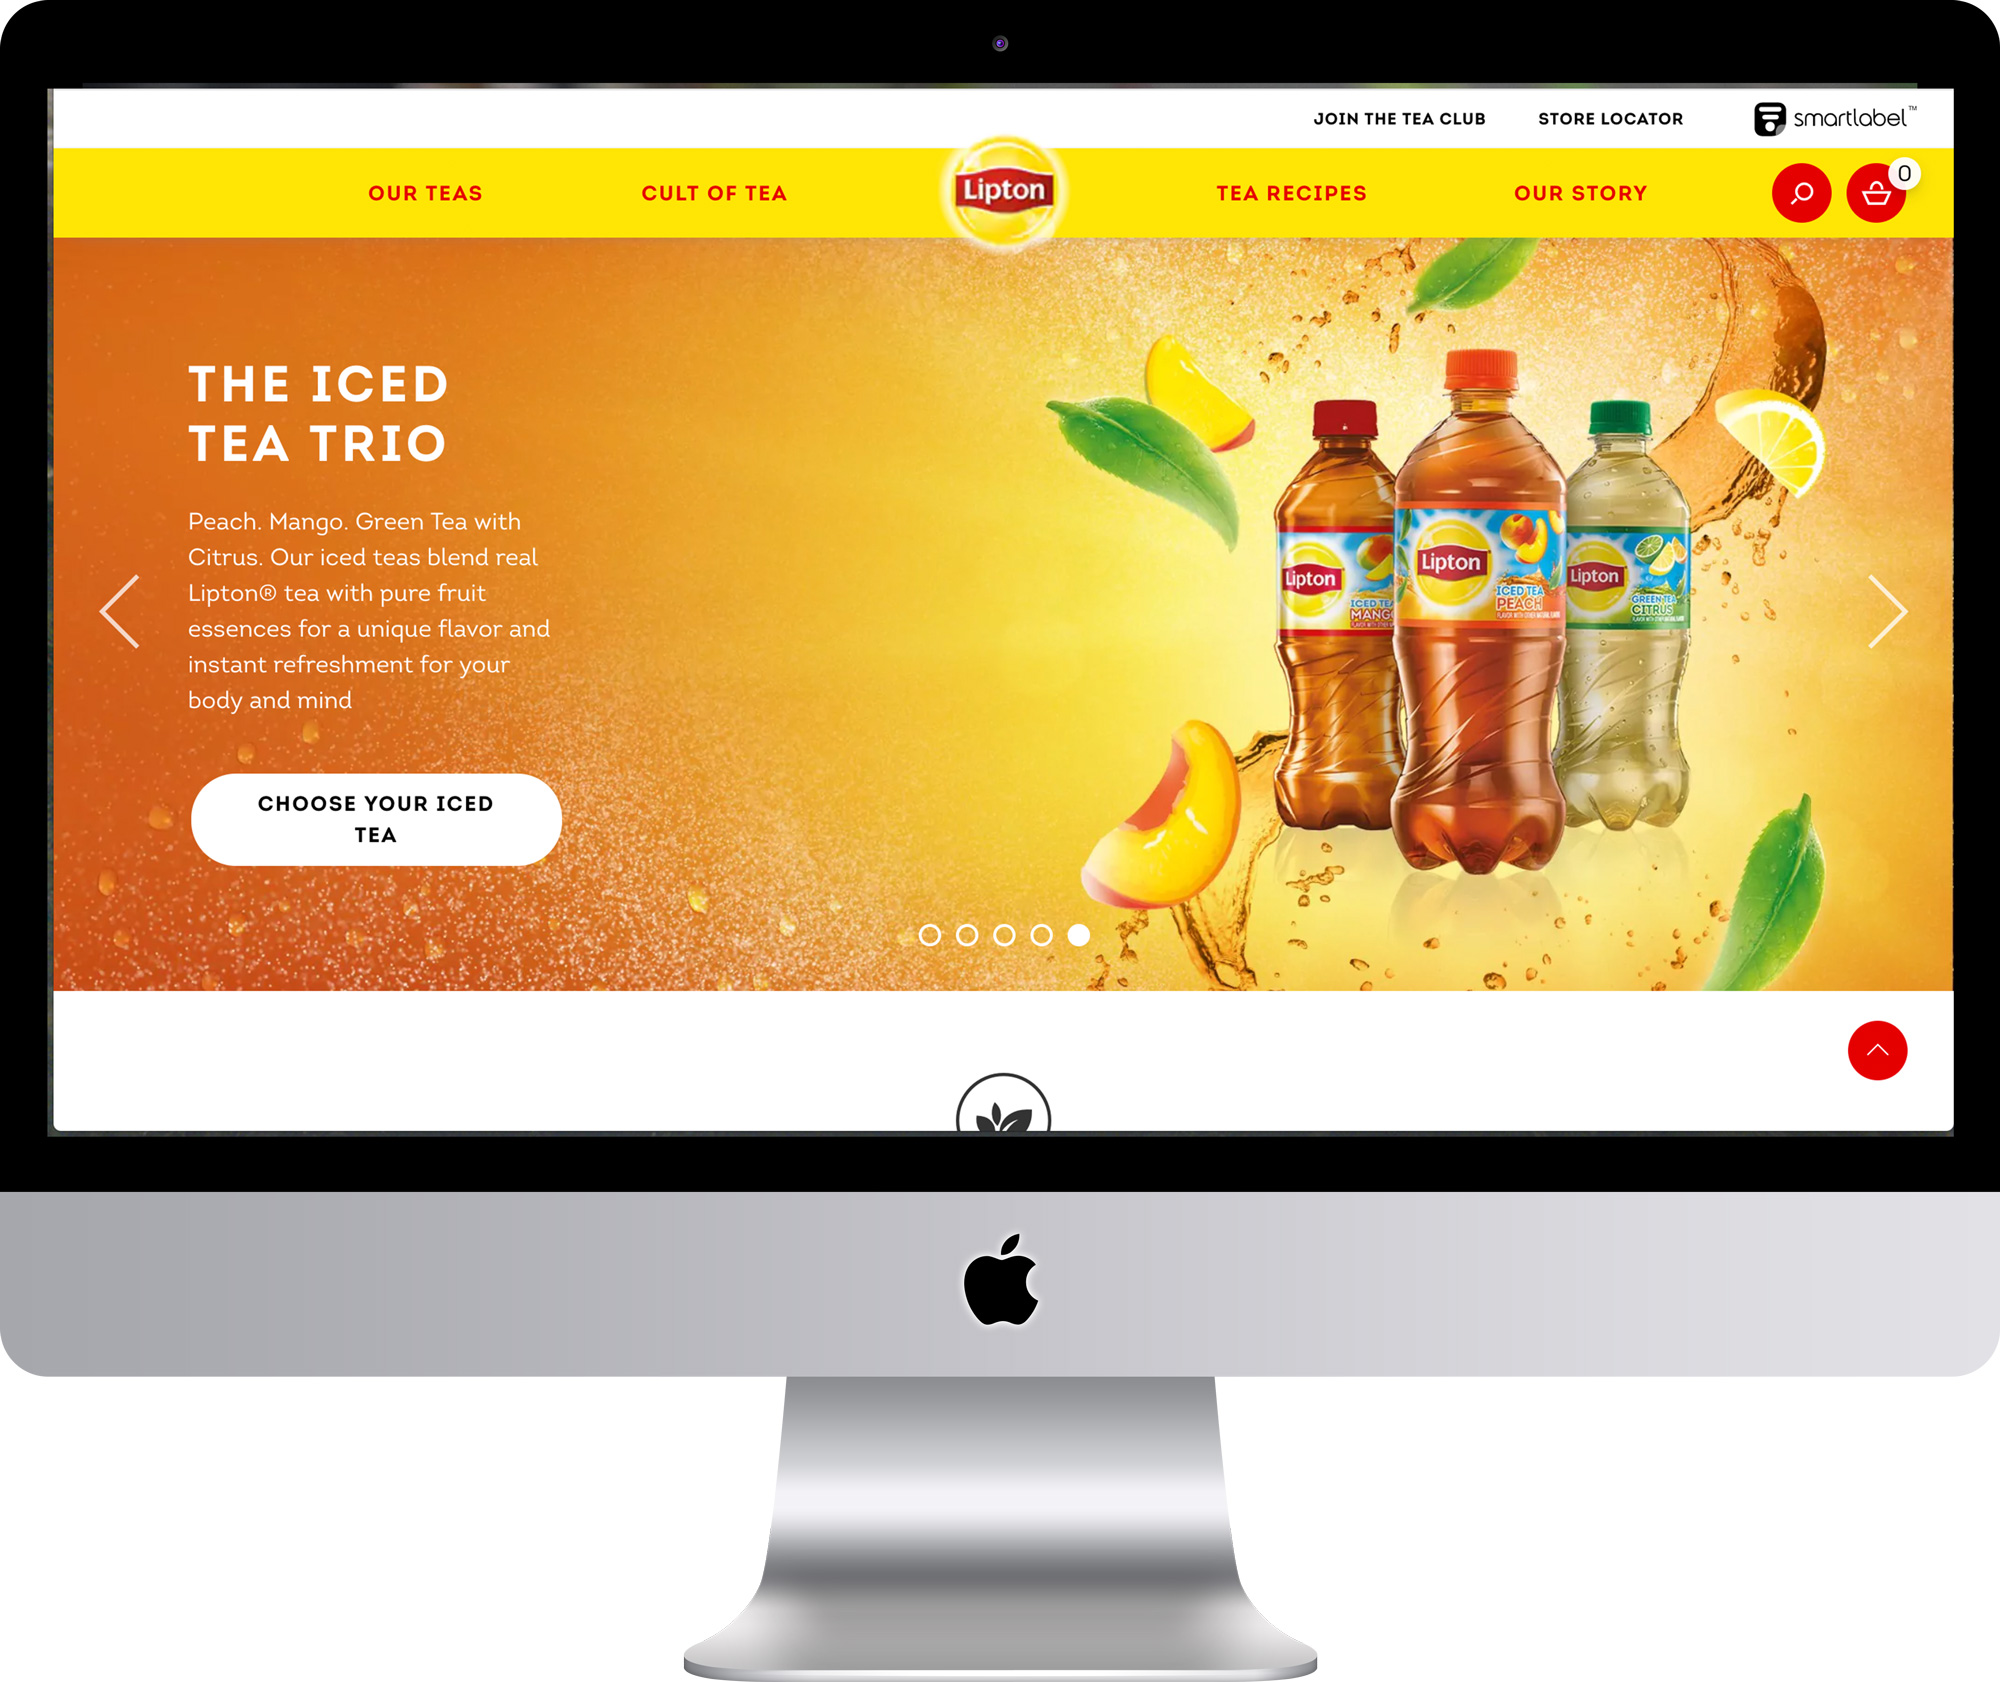 JOIN THE TEA CLUB
STORE LOCATOR
smartlabel™
OUR TEAS
CULT OF TEA
Lipton
TEA RECIPES
OUR STORY
0
THE ICED
TEA TRIO
Peach. Mango. Green Tea with
Citrus. Our iced teas blend real
Lipton® tea with pure fruit
essences for a unique flavor and
instant refreshment for your
body and mind
CHOOSE YOUR ICED
TEA
Lipton
ICED TEA
MANGO
Lipton
ICED TEA
PEACH
Lipton
GREEN TEA
CITRUS